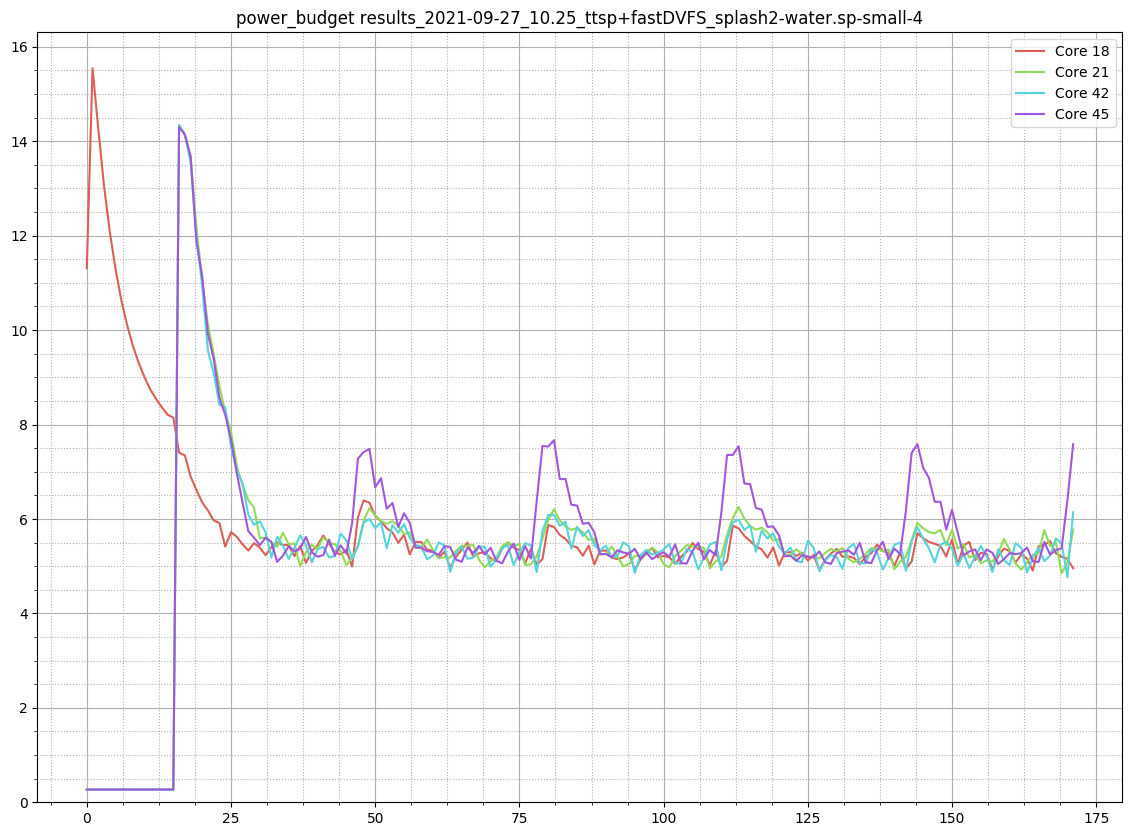 power_budget results_2021-09-27_10.25_ttsp+fastDVFS_splash2-water.sp-small-4
Core 18
Core 21
Core 42
Core 45
16
14
12
10
8
6
4
2
0
0 25 50 75 100 125 150 175